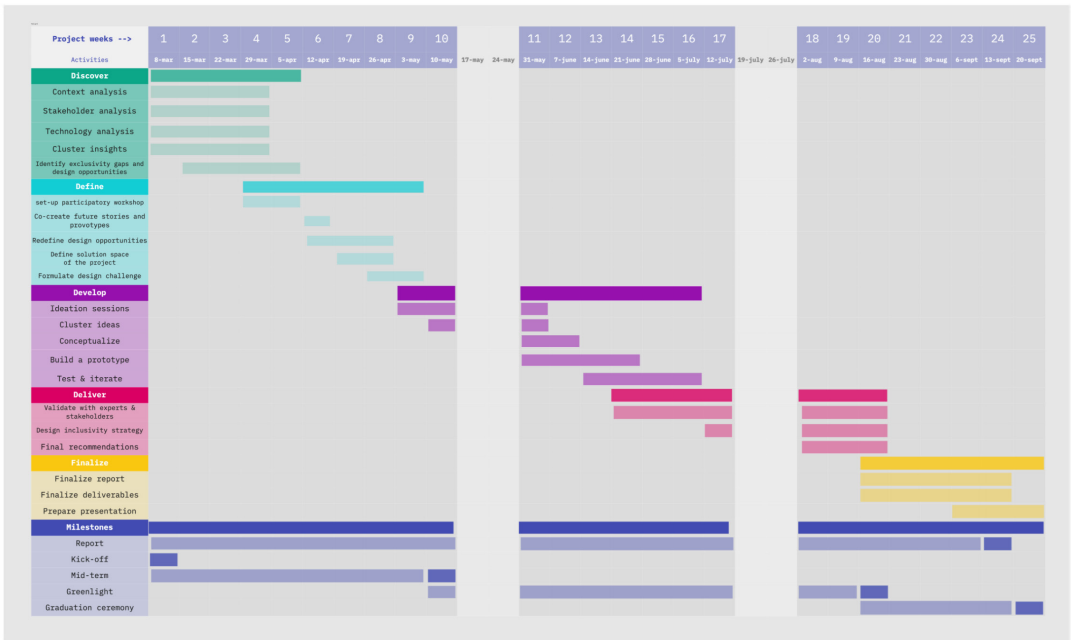 Project weeks -->
1 2 3 4 5 6 7 8 9 10 11 12 13 14 15 16 17 18 19 20 21 22 23 24 25
Activities
8-mar 15-mar 22-mar 29-mar 5-apr 12-apr 19-apr 26-apr 3-may 10-may 17-may 24-may 31-may 7-june 14-june 21-june 28-june 5-july 12-july 19-july 26-july 2-aug 9-aug 16-aug 23-aug 30-aug 6-sept 13-sept 20-sept
Discover
Context analysis
Stakeholder analysis
Technology analysis
Cluster insights
Identify exclusivity gaps and
design opportunities
Define
set-up participatory workshop
Co-create future stories and
provotypes
Redefine design opportunities
Define solution space
of the project
Formulate design challenge
Develop
Ideation sessions
Cluster ideas
Conceptualize
Build a prototype
Test & iterate
Deliver
Validate with experts &
stakeholders
Design inclusivity strategy
Final recommendations
Finalize
Finalize report
Finalize deliverables
Prepare presentation
Milestones
Report
Kick-off
Mid-term
Greenlight
Graduation ceremony